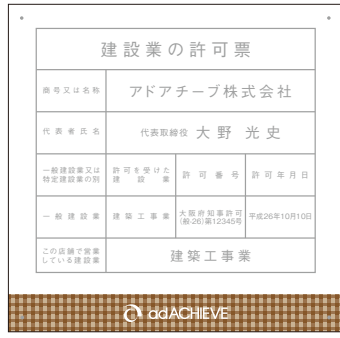 建設業の許可票
商号又は名称 アドアチーブ株式会社
代表者氏名 代表取締役 大野光史
一般建設業又は 許可を受けた 許可番号 許可年月日
特定建設業の別 建設業
一般建設業 建築工事業 大阪府知事許可 平成26年10月10日
(般-26)第12345号
この店舗で営業 建築工事業
している建設業
adACHIEVE